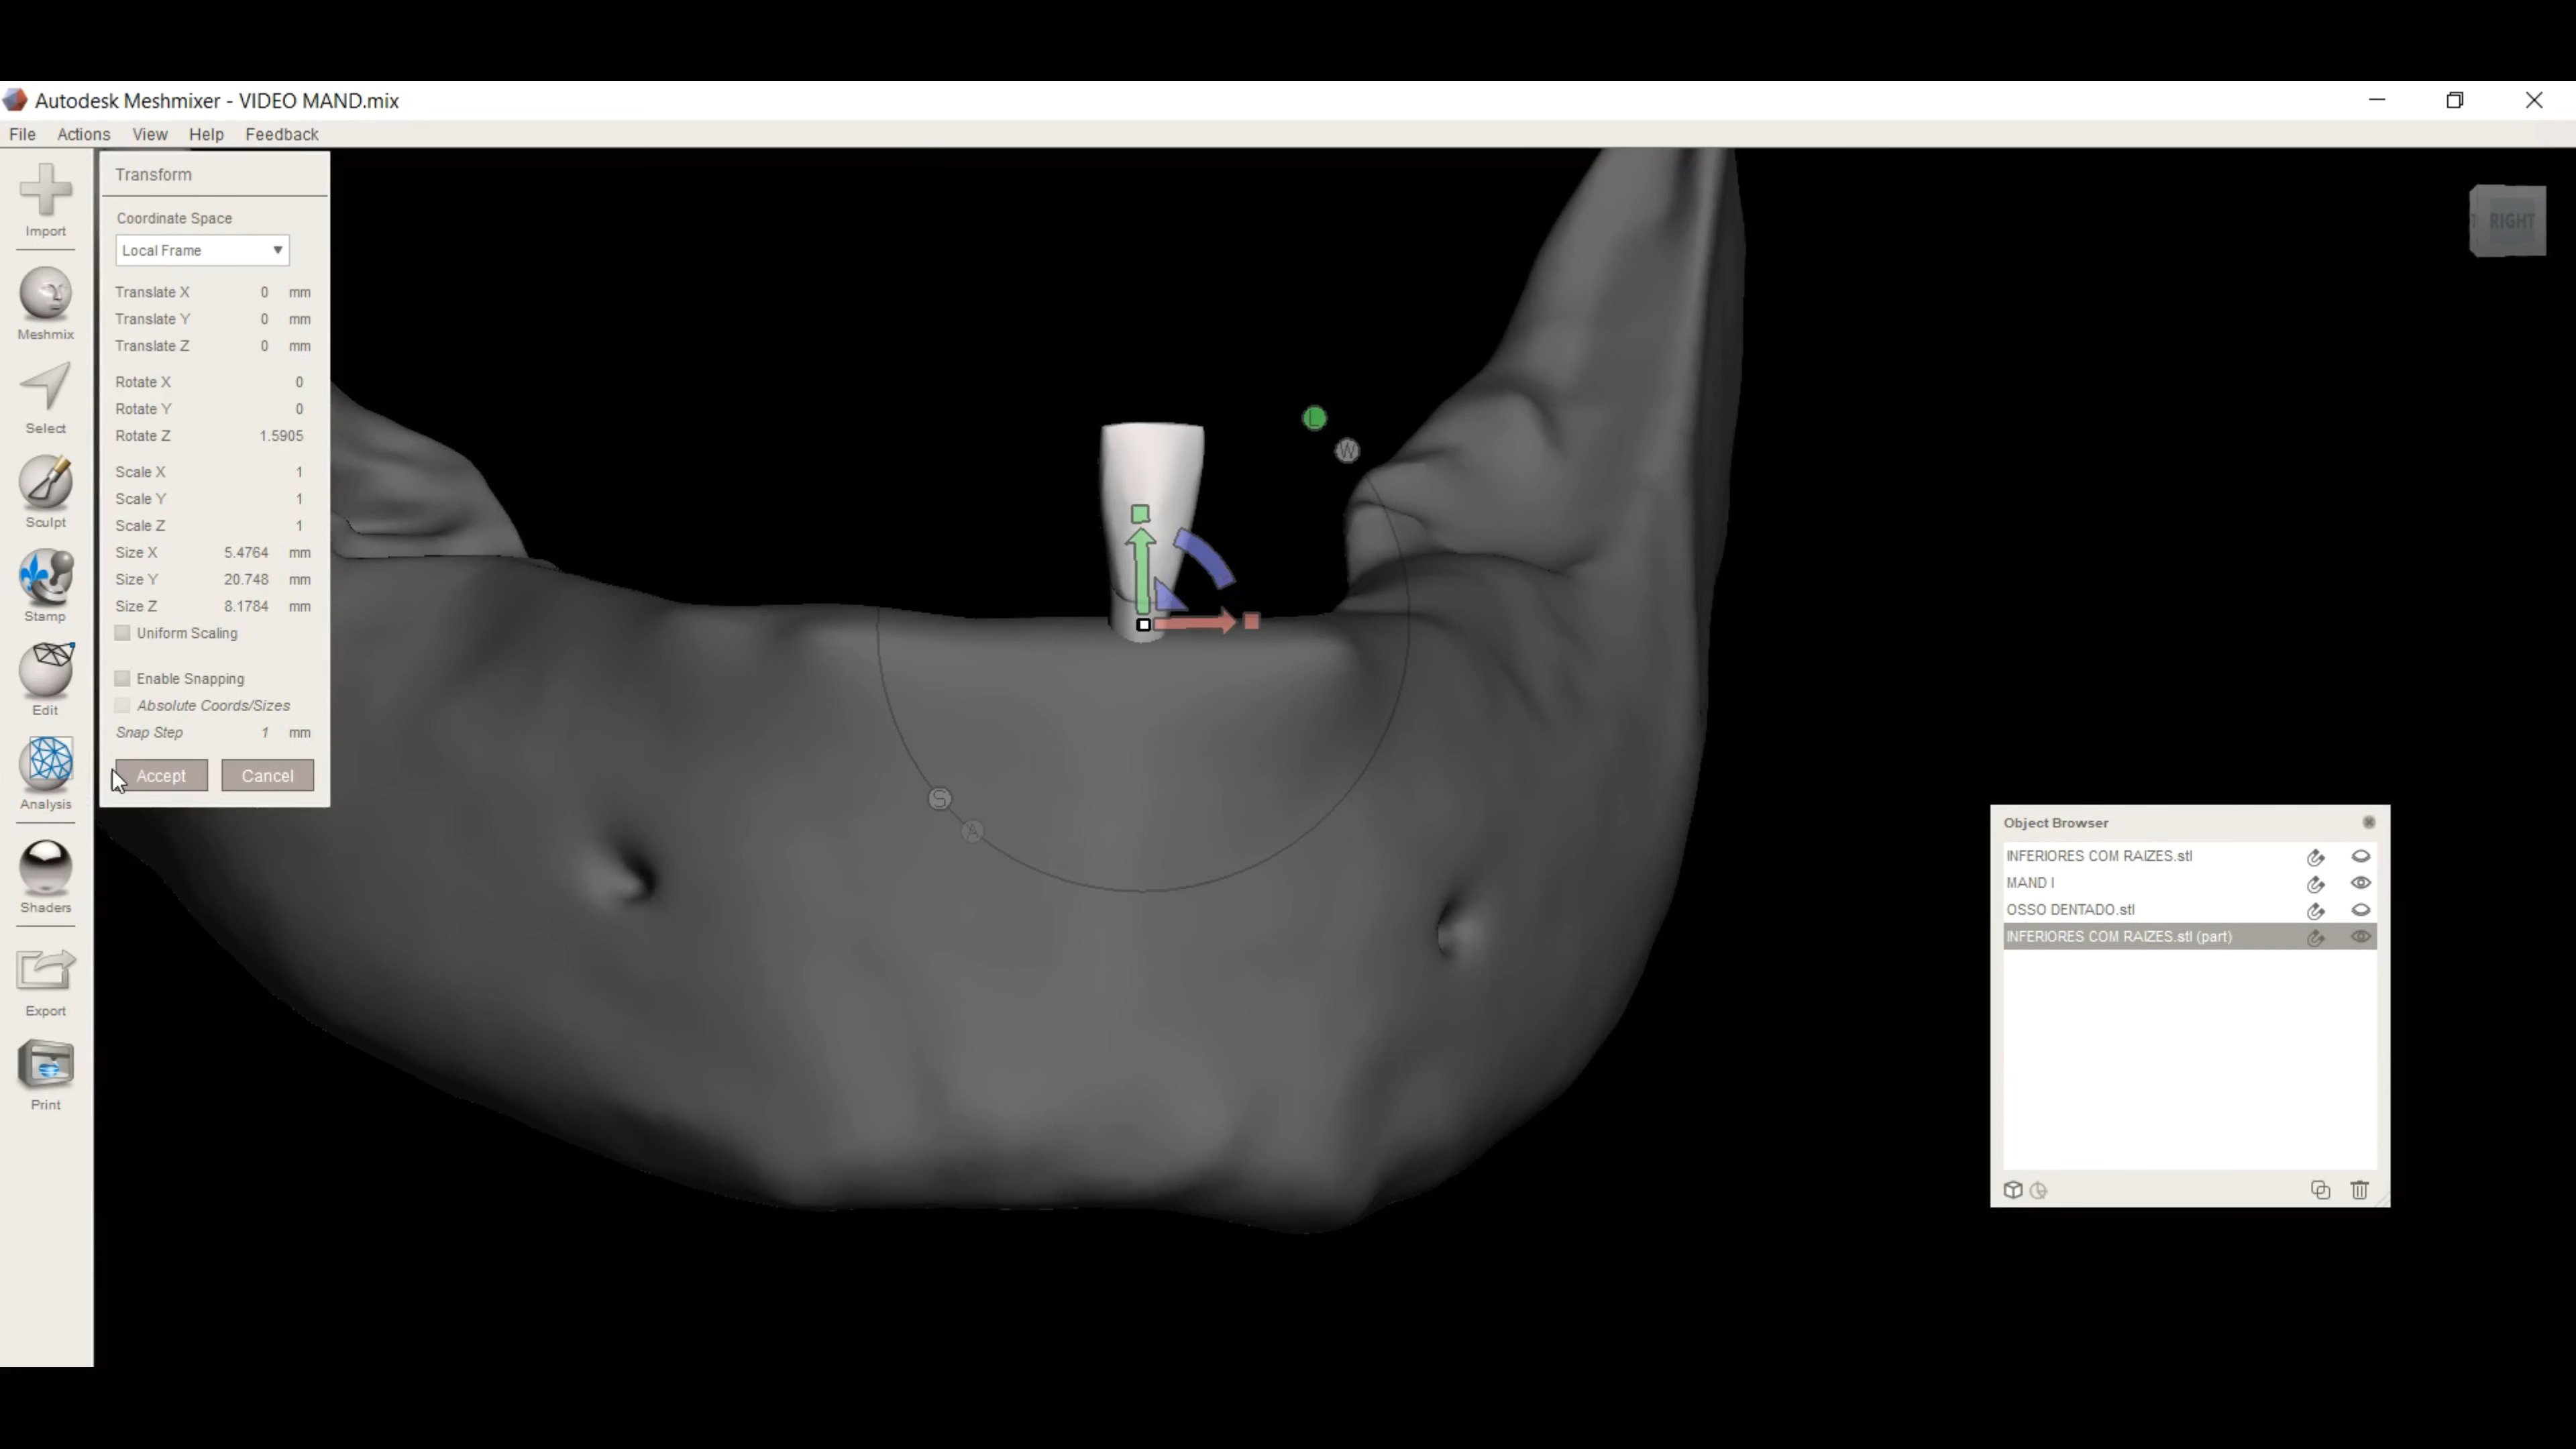 Autodesk Meshmixer - VIDEO MAND.mix
File Actions View Help Feedback
Import
Meshmix
Select
Sculpt
Stamp
Edit
Analysis
Shaders
Export
Print
Transform
Coordinate Space
Local Frame
Translate X 0 mm
Translate Y 0 mm
Translate Z 0 mm
Rotate X 0
Rotate Y 0
Rotate Z 1.5905
Scale X 1
Scale Y 1
Scale Z 1
Size X 5.4764 mm
Size Y 20.748 mm
Size Z 8.1784 mm
Uniform Scaling
Enable Snapping
Absolute Coords/Sizes
Snap Step 1 mm
Accept Cancel
L
W
S
A
RIGHT
Object Browser
INFERIORES COM RAIZES.stl
MAND I
OSSO DENTADO.stl
INFERIORES COM RAIZES.stl (part)